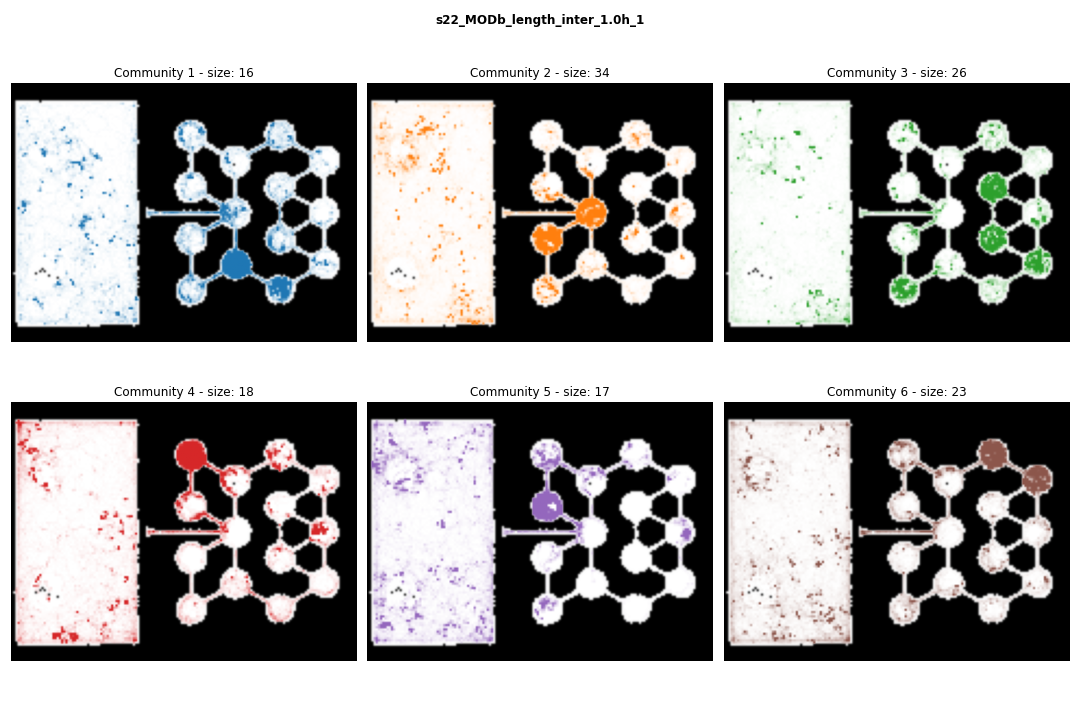 s22_MODb_length_inter_1.0h_1
Community 1 - size: 16
Community 2 - size: 34
Community 3 - size: 26
Community 4 - size: 18
Community 5 - size: 17
Community 6 - size: 23